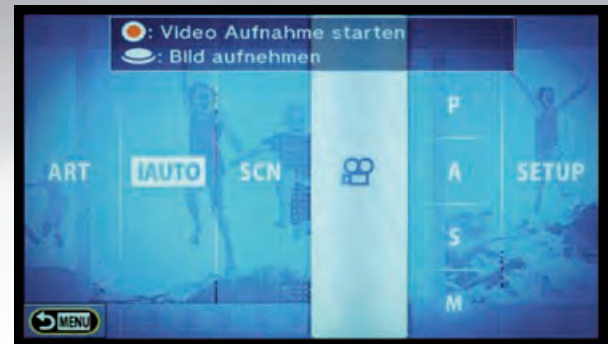 : Video Aufnahme starten
: Bild aufnehmen
ART
IAUTO
SCN
P
A
S
M
SETUP
MENU